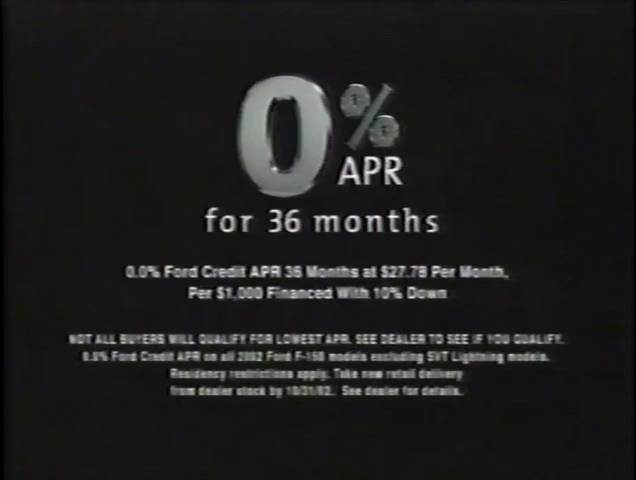 0%
APR
for 36 months
0.0% Ford Credit APR 36 Months at $27.78 Per Month,
Per $1,000 Financed With 10% Down
NOT ALL BUYERS WILL QUALIFY FOR LOWEST APR. SEE DEALER TO SEE IF YOU QUALIFY.
0.0% Ford Credit APR on all 2002 Ford F-150 models excluding SVT Lightning models.
Residency restrictions apply. Take new retail delivery
from dealer stock by 10/31/02. See dealer for details.